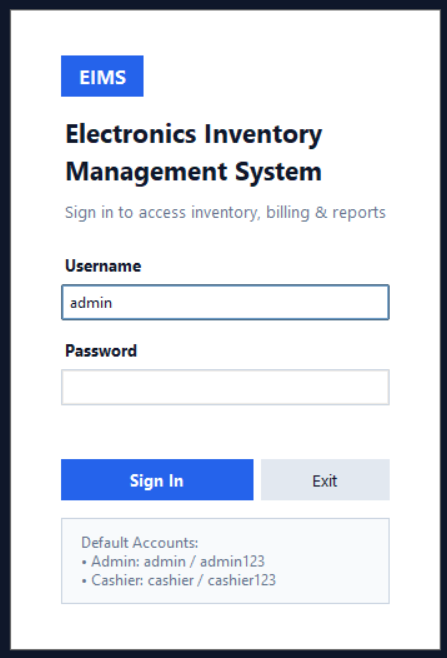 EIMS
Electronics Inventory
Management System
Sign in to access inventory, billing & reports
Username
admin
Password
Sign In
Exit
Default Accounts:
• Admin: admin / admin123
• Cashier: cashier / cashier123